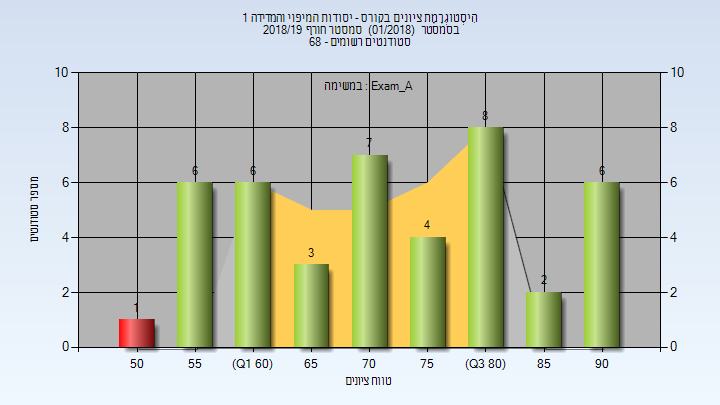 היסטוגרמת ציונים בקורס - יסודות המיפוי והמדידה 1
בסמסטר (01/2018) סמסטר חורף 2018/19
סטודנטים רשומים - 68
במשימה : Exam_A
מספר סטודנטים
10 8 6 4 2 0
1 6 6 3 7 4 8 2 6
10 8 6 4 2 0
50 55 (Q1 60) 65 70 75 (Q3 80) 85 90
טווח ציונים